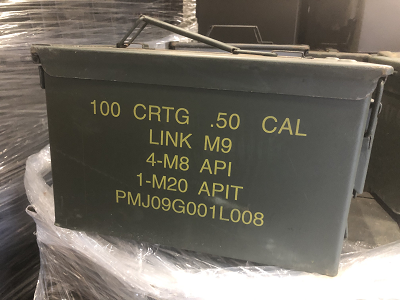 100 CRTG .50 CAL
LINK M9
4-M8 API
1-M20 APIT
PMJ09G001L008